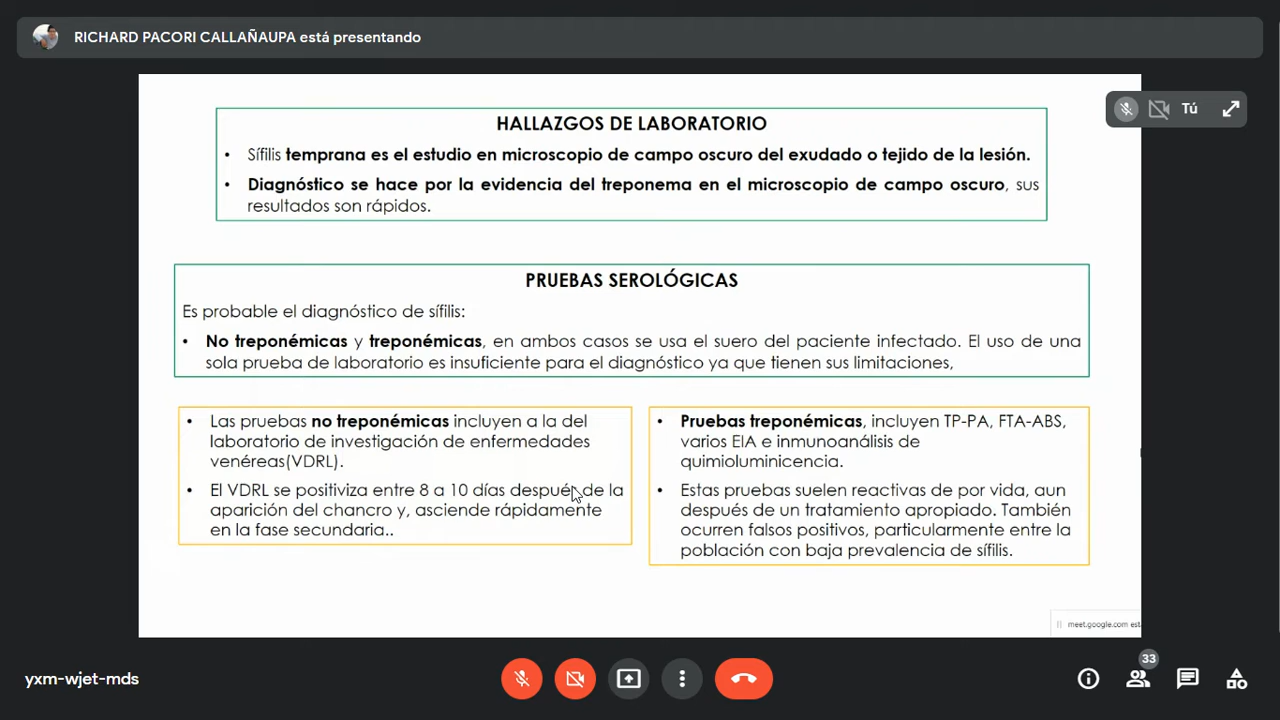 RICHARD PACORI CALLAÑAUPA está presentando
Tú
HALLAZGOS DE LABORATORIO
• Sífilis temprana es el estudio en microscopio de campo oscuro del exudado o tejido de la lesión.
• Diagnóstico se hace por la evidencia del treponema en el microscopio de campo oscuro, sus
resultados son rápidos.
PRUEBAS SEROLÓGICAS
Es probable el diagnóstico de sífilis:
• No treponémicas y treponémicas, en ambos casos se usa el suero del paciente infectado. El uso de una
sola prueba de laboratorio es insuficiente para el diagnóstico ya que tienen sus limitaciones,
• Las pruebas no treponémicas incluyen a la del
laboratorio de investigación de enfermedades
venéreas(VDRL).
• El VDRL se positiviza entre 8 a 10 días después de la
aparición del chancro y, asciende rápidamente
en la fase secundaria..
• Pruebas treponémicas, incluyen TP-PA, FTA-ABS,
varios EIA e inmunoanálisis de
quimioluminicencia.
• Estas pruebas suelen reactivas de por vida, aun
después de un tratamiento apropiado. También
ocurren falsos positivos, particularmente entre la
población con baja prevalencia de sífilis.
meet.google.com est
yxm-wjet-mds
33